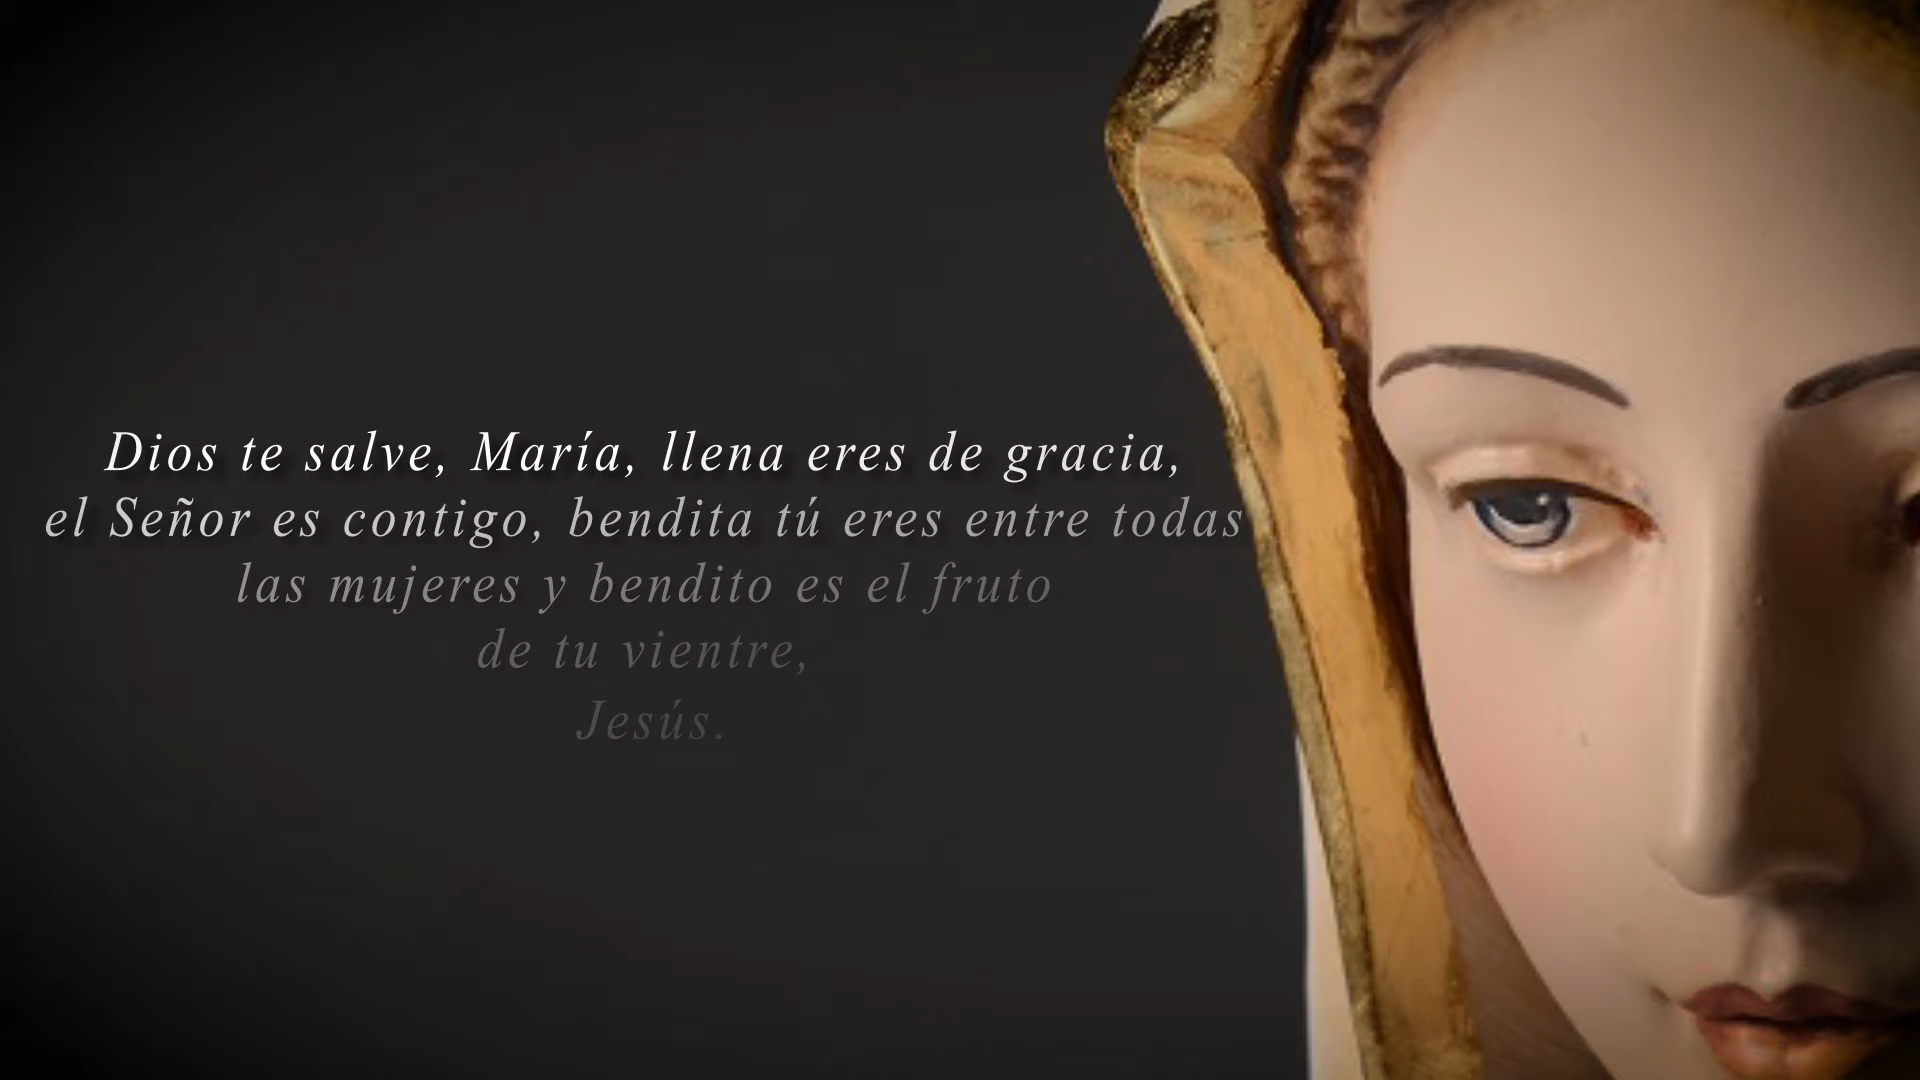 Dios te salve, María, llena eres de gracia,
el Señor es contigo, bendita tú eres entre todas
las mujeres y bendito es el fruto
de tu vientre,
Jesús.